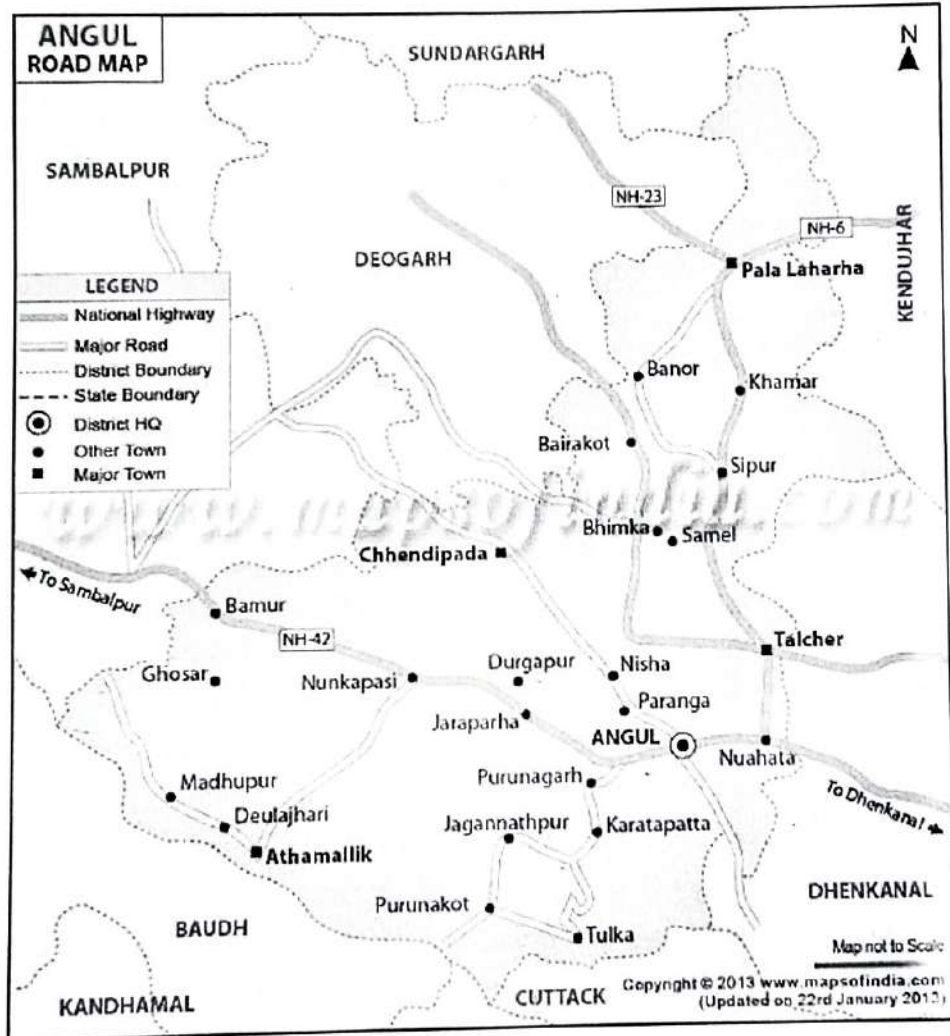 ANGUL
ROAD MAP
SUNDARGARH
N
SAMBALPUR
NH-23
NH-6
KENDUJHAR
DEOGARH
Pala Laharha
LEGEND
National Highway
Major Road
District Boundary
State Boundary
District HQ
Other Town
Major Town
Banor
Khamar
Bairakot
Sipur
www.mapsofindia.com
Bhimka
Samel
Chhendipada
To Sambalpur
Bamur
NH-42
Talcher
Ghosar
Nunkapasi
Durgapur
Nisha
Paranga
Jaraparha
ANGUL
Nuahata
Purunagarh
Madhupur
To Dhenkanal
Deulajhari
Jagannathpur
Karatapatta
Athamallik
DHENKANAL
Purunakot
BAUDH
Tulka
Map not to Scale
Copyright © 2013 www.mapsofindia.com
(Updated on 22rd January 2013)
KANDHAMAL
CUTTACK